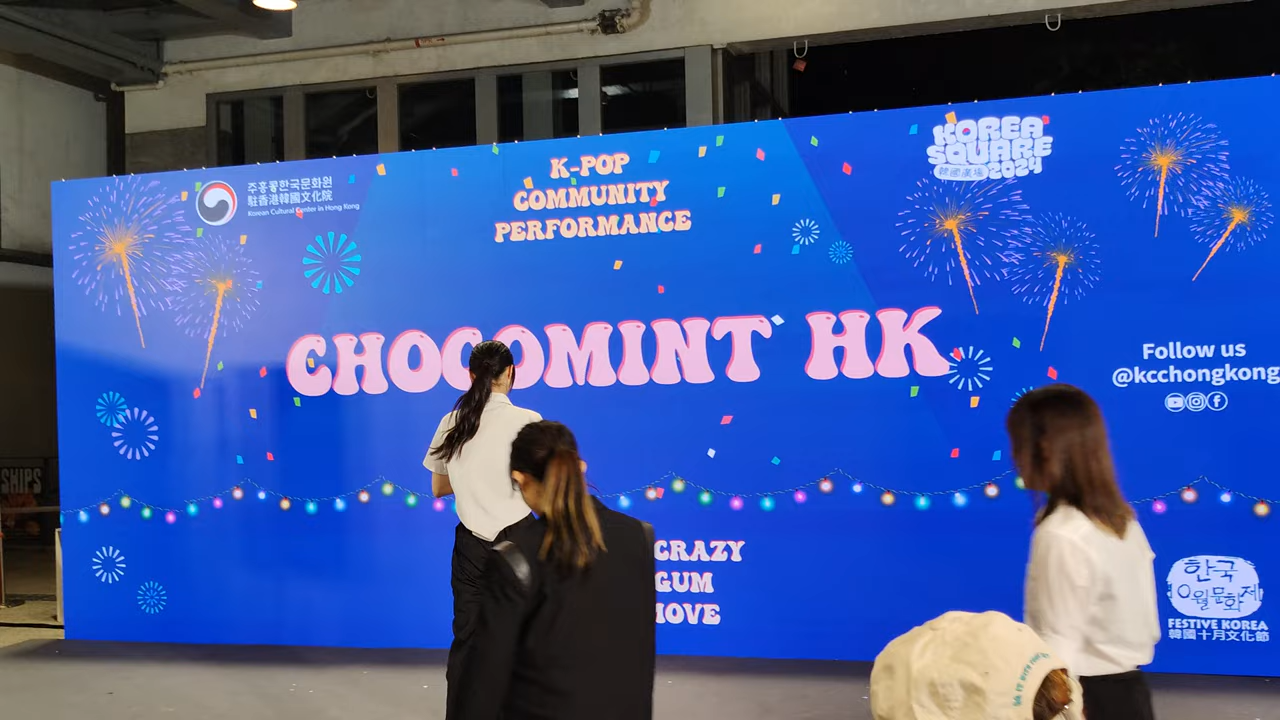 주홍콩한국문화원
駐香港韓國文化院
Korean Cultural Center in Hong Kong
K-POP
COMMUNITY
PERFORMANCE
KOREA
SQUARE
韓國廣場 2024
CHOCOMINT HK
Follow us
@kcchongkong
CRAZY
GUM
MOVE
한국
10월문화제
FESTIVE KOREA
韓國十月文化節
SHIPS